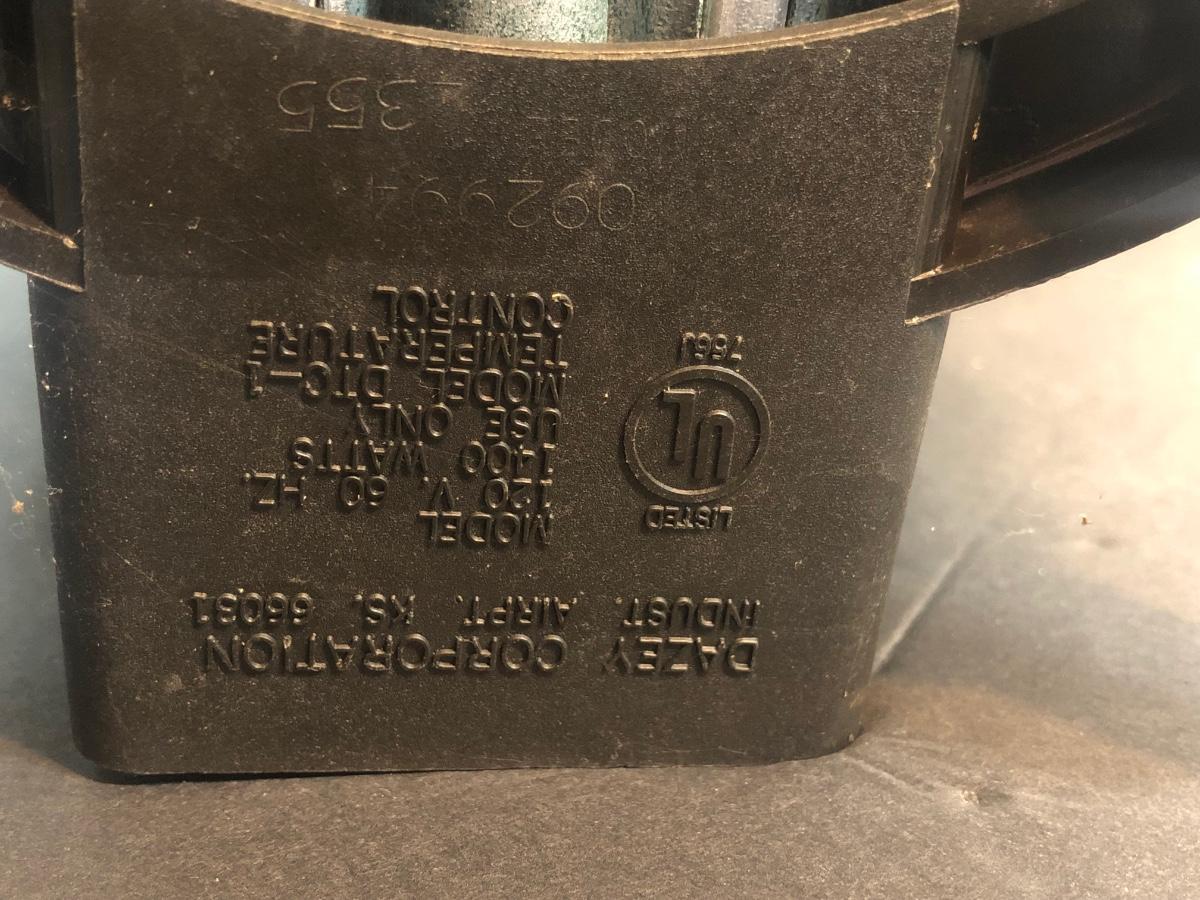 DAZEY CORPORATION
INDUST. AIRPT. KS. 66031
LISTED
UL
766J
MODEL
120 V. 60 HZ.
1400 WATTS
USE ONLY
MODEL DTC-1
TEMPERATURE
CONTROL
092994